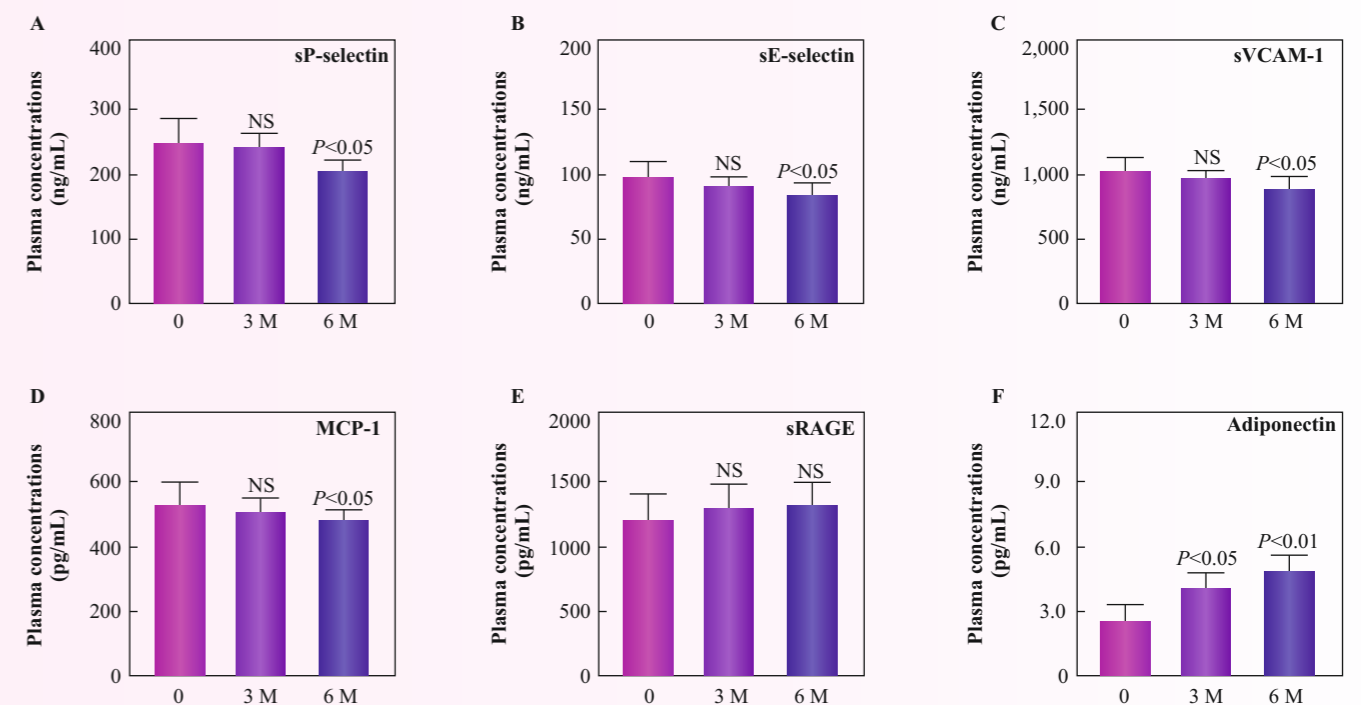 A
sP-selectin
Plasma concentrations
(ng/mL)
400
300
200
100
0
NS
P<0.05
0 3 M 6 M
B
sE-selectin
Plasma concentrations
(ng/mL)
200
150
100
50
0
NS
P<0.05
0 3 M 6 M
C
sVCAM-1
Plasma concentrations
(ng/mL)
2,000
1,500
1,000
500
0
NS
P<0.05
0 3 M 6 M
D
MCP-1
Plasma concentrations
(pg/mL)
800
600
400
200
0
NS
P<0.05
0 3 M 6 M
E
sRAGE
Plasma concentrations
(pg/mL)
2000
1500
1000
500
0
NS
NS
0 3 M 6 M
F
Adiponectin
Plasma concentrations
(pg/mL)
12.0
9.0
6.0
3.0
0
P<0.05
P<0.01
0 3 M 6 M